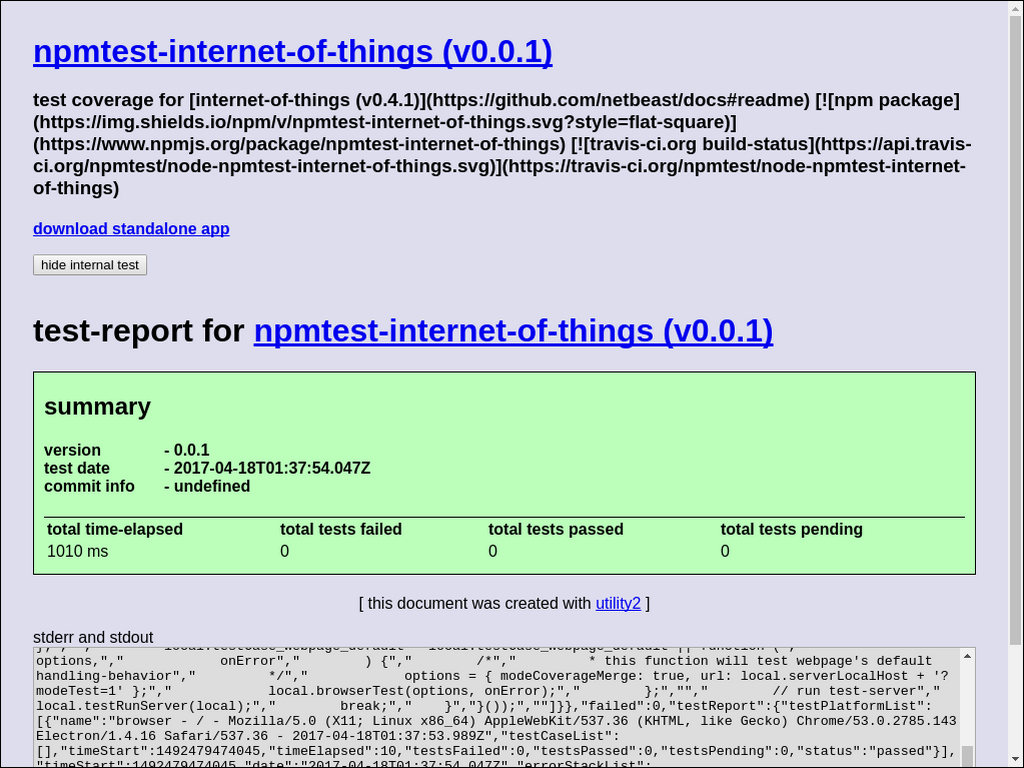 npmtest-internet-of-things (v0.0.1)
test coverage for [internet-of-things (v0.4.1)](https://github.com/netbeast/docs#readme) [![npm package]
(https://img.shields.io/npm/v/npmtest-internet-of-things.svg?style=flat-square)]
(https://www.npmjs.org/package/npmtest-internet-of-things) [![travis-ci.org build-status](https://api.travis-
ci.org/npmtest/node-npmtest-internet-of-things.svg)](https://travis-ci.org/npmtest/node-npmtest-internet-
of-things)
download standalone app
hide internal test
test-report for npmtest-internet-of-things (v0.0.1)
summary
version - 0.0.1
test date - 2017-04-18T01:37:54.047Z
commit info - undefined
total time-elapsed total tests failed total tests passed total tests pending
1010 ms 0 0 0
[ this document was created with utility2 ]
stderr and stdout
options,"," onError"," ) {"," /*"," * this function will test webpage's default
handling-behavior"," */"," options = { modeCoverageMerge: true, url: local.serverLocalHost + '?
modeTest=1' };"," local.browserTest(options, onError);"," };",""," // run test-server","
local.testRunServer(local);"," break;"," }","}());",""]}},"failed":0,"testReport":{"testPlatformList":
[{"name":"browser - / - Mozilla/5.0 (X11; Linux x86_64) AppleWebKit/537.36 (KHTML, like Gecko) Chrome/53.0.2785.143
Electron/1.4.16 Safari/537.36 - 2017-04-18T01:37:53.989Z","testCaseList":
[],"timeStart":1492479474045,"timeElapsed":10,"testsFailed":0,"testsPassed":0,"testsPending":0,"status":"passed"}],
"timeStart":1492479474045,"date":"2017-04-18T01:37:54.047Z","errorStackList":